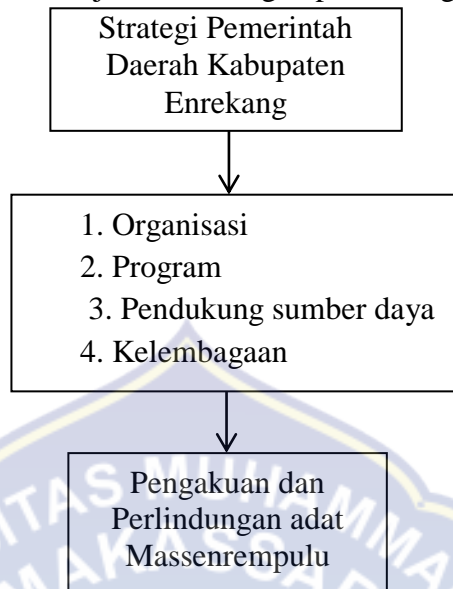 Strategi Pemerintah
Daerah Kabupaten
Enrekang
1. Organisasi
2. Program
3. Pendukung sumber daya
4. Kelembagaan
Pengakuan dan
Perlindungan adat
Massenrempulu